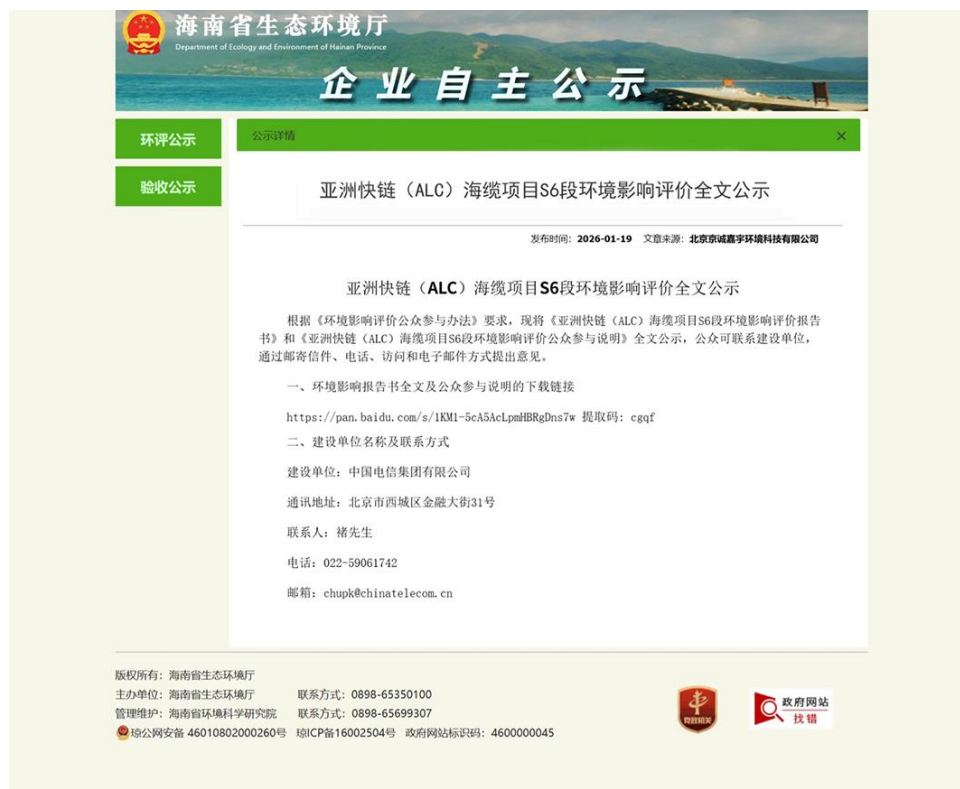 海南省生态环境厅
Department of Ecology and Environment of Hainan Province
企业自主公示
环评公示
验收公示
公示详情
×
亚洲快链（ALC）海缆项目S6段环境影响评价全文公示
发布时间：2026-01-19 文章来源：北京京诚嘉宇环境科技有限公司
亚洲快链（ALC）海缆项目S6段环境影响评价全文公示
根据《环境影响评价公众参与办法》要求，现将《亚洲快链（ALC）海缆项目S6段环境影响评价报告
书》和《亚洲快链（ALC）海缆项目S6段环境影响评价公众参与说明》全文公示，公众可联系建设单位，
通过邮寄信件、电话、访问和电子邮件方式提出意见。
一、环境影响报告书全文及公众参与说明的下载链接
https://pan.baidu.com/s/1KM1-5cA5AcLpmHBRgDns7w 提取码: cgqf
二、建设单位名称及联系方式
建设单位：中国电信集团有限公司
通讯地址：北京市西城区金融大街31号
联系人：褚先生
电话：022-59061742
邮箱：chupk@chinatelecom.cn
版权所有：海南省生态环境厅
主办单位：海南省生态环境厅 联系方式：0898-65350100
管理维护：海南省环境科学研究院 联系方式：0898-65699307
琼公网安备 46010802000260号 琼ICP备16002504号 政府网站标识码：4600000045
党政机关
政府网站
找错